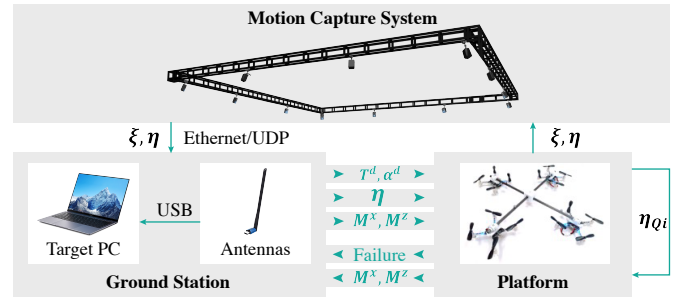 Motion Capture System
ξ, η
Ethernet/UDP
ξ, η
USB
Target PC
Antennas
Ground Station
T^d, α^d
η
M^x, M^z
Failure
M^x, M^z
Platform
η_Qi